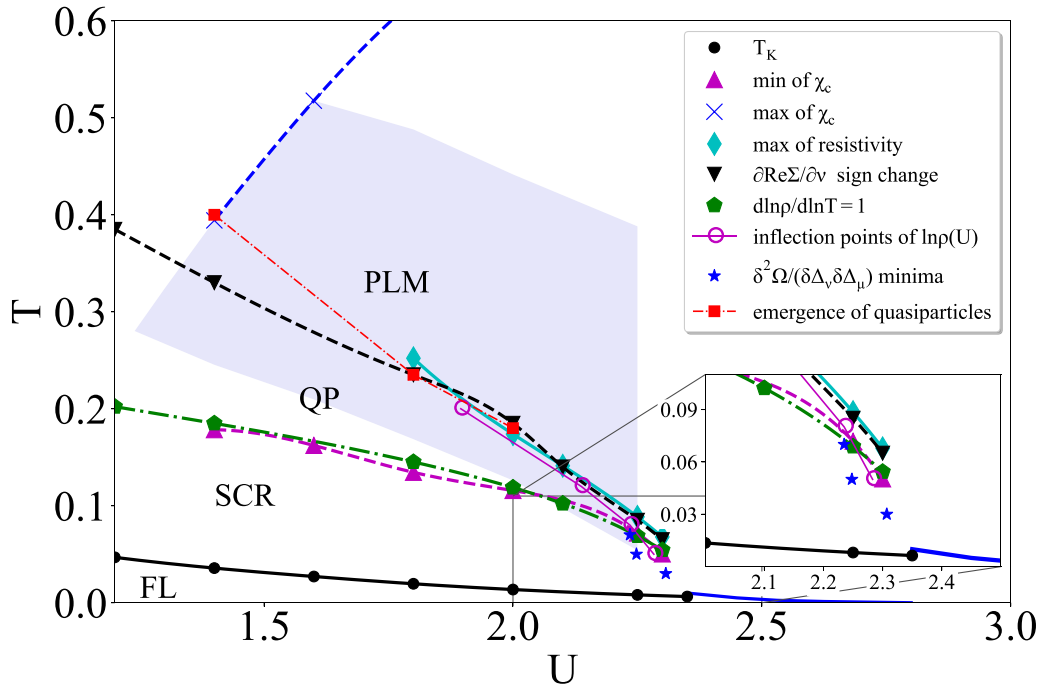 0.6
0.5
0.4
0.3
0.2
0.1
0.0
T
1.5
2.0
2.5
3.0
U
PLM
QP
SCR
FL
T_K
min of χ_c
max of χ_c
max of resistivity
∂ReΣ/∂ν sign change
dlnρ/dlnT = 1
inflection points of lnρ(U)
δ²Ω/(δΔ_νδΔ_μ) minima
emergence of quasiparticles
0.09
0.06
0.03
2.1
2.2
2.3
2.4